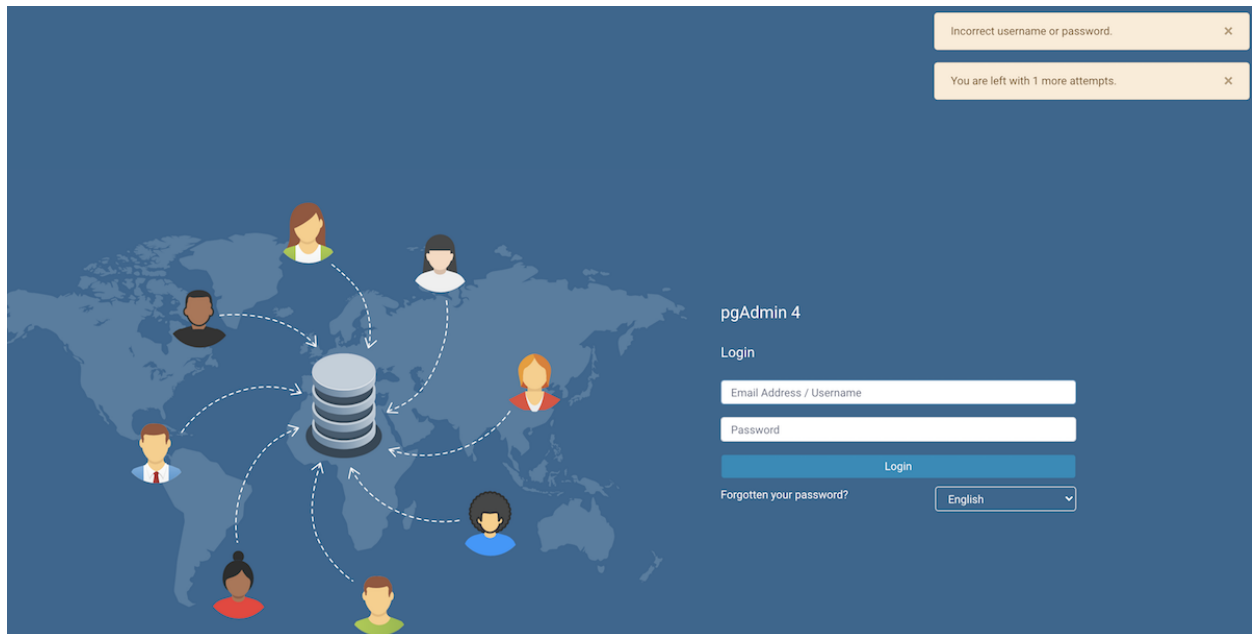 Incorrect username or password. ×
You are left with 1 more attempts. ×
pgAdmin 4
Login
Email Address / Username
Password
Login
Forgotten your password?
English